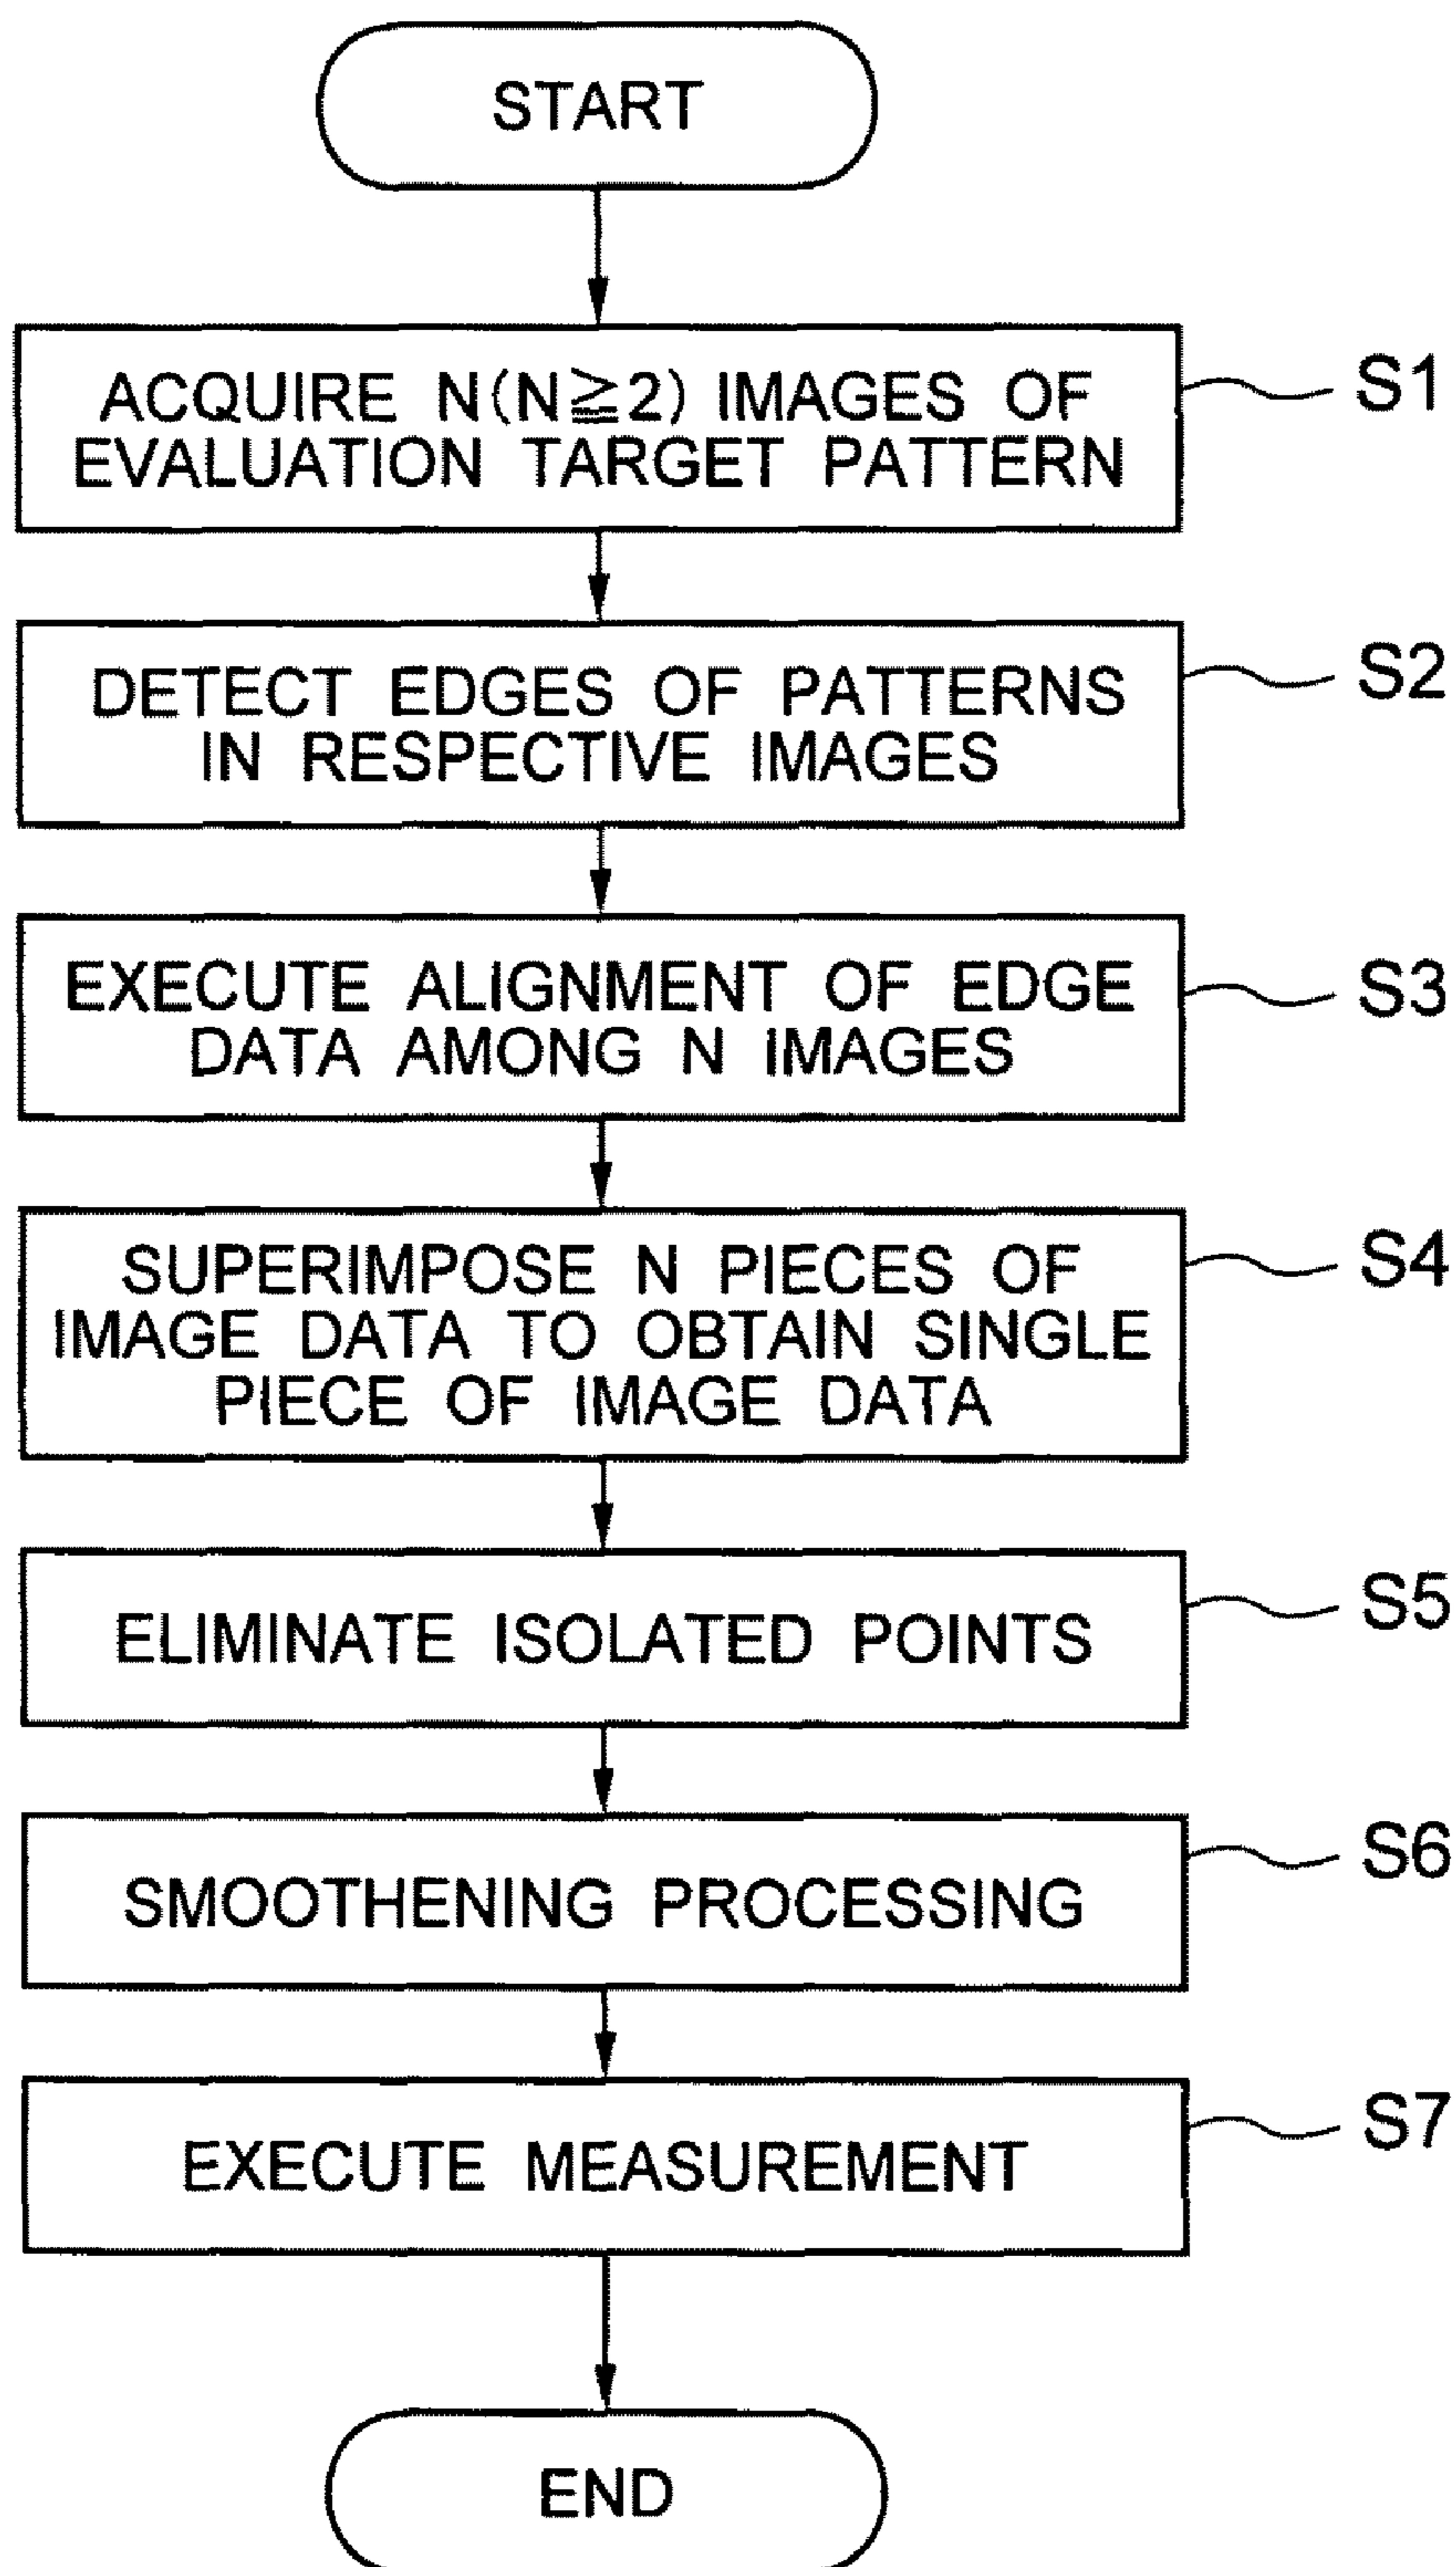 START
ACQUIRE N(N≧2) IMAGES OF
EVALUATION TARGET PATTERN
S1
DETECT EDGES OF PATTERNS
IN RESPECTIVE IMAGES
S2
EXECUTE ALIGNMENT OF EDGE
DATA AMONG N IMAGES
S3
SUPERIMPOSE N PIECES OF
IMAGE DATA TO OBTAIN SINGLE
PIECE OF IMAGE DATA
S4
ELIMINATE ISOLATED POINTS
S5
SMOOTHENING PROCESSING
S6
EXECUTE MEASUREMENT
S7
END